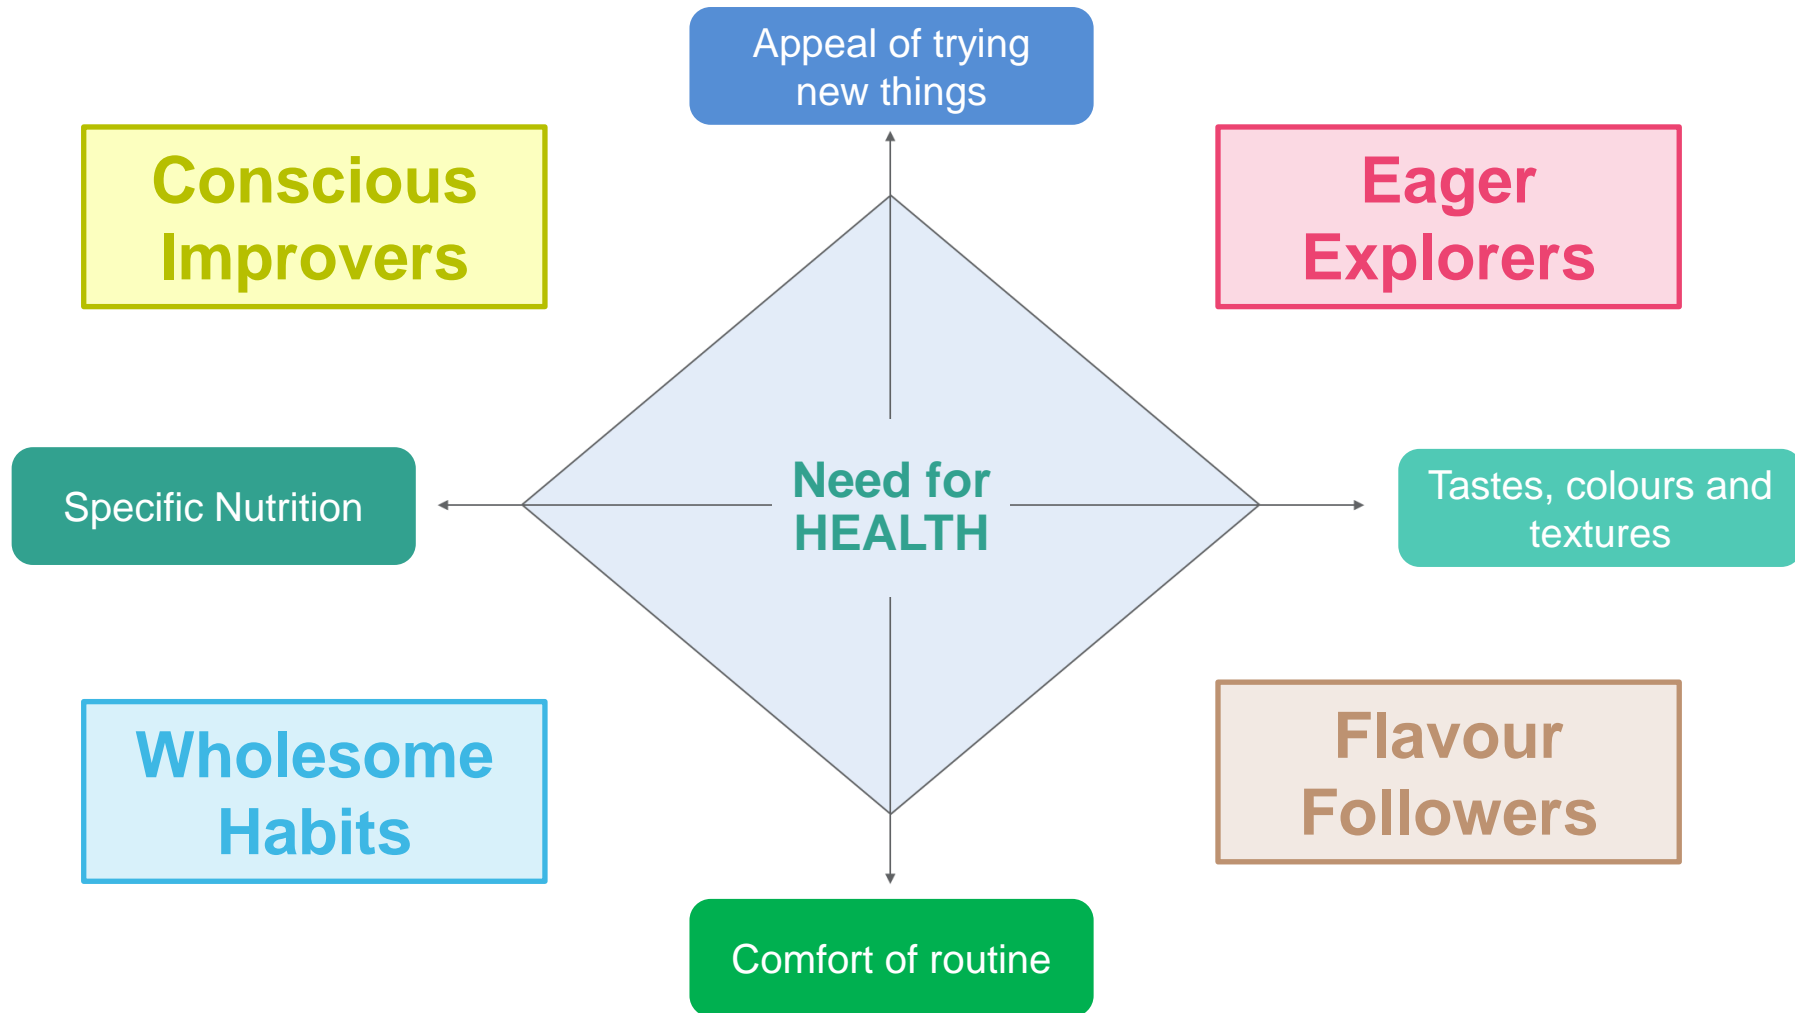 Appeal of trying
new things
Conscious
Improvers
Eager
Explorers
Specific Nutrition
Need for
HEALTH
Tastes, colours and
textures
Wholesome
Habits
Flavour
Followers
Comfort of routine